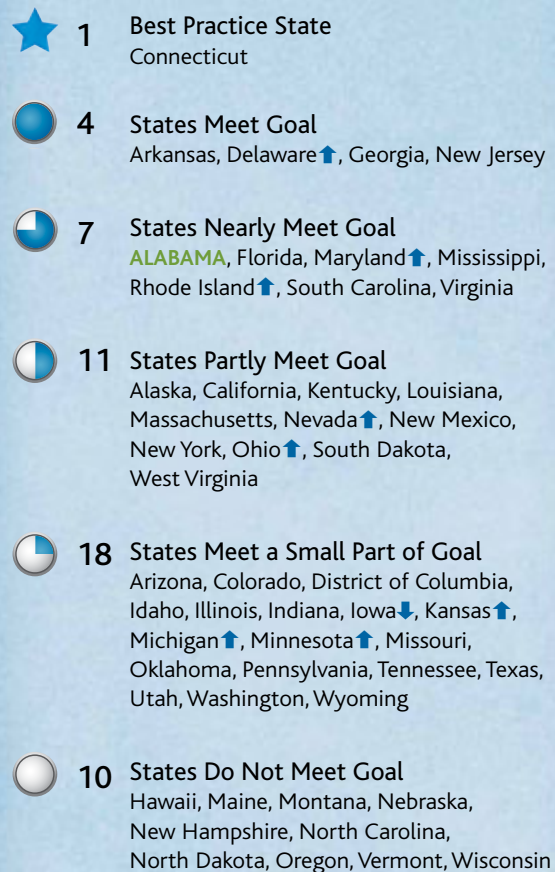 1 Best Practice State
Connecticut
4 States Meet Goal
Arkansas, Delaware⬆, Georgia, New Jersey
7 States Nearly Meet Goal
ALABAMA, Florida, Maryland⬆, Mississippi,
Rhode Island⬆, South Carolina, Virginia
11 States Partly Meet Goal
Alaska, California, Kentucky, Louisiana,
Massachusetts, Nevada⬆, New Mexico,
New York, Ohio⬆, South Dakota,
West Virginia
18 States Meet a Small Part of Goal
Arizona, Colorado, District of Columbia,
Idaho, Illinois, Indiana, Iowa⬇, Kansas⬆,
Michigan⬆, Minnesota⬆, Missouri,
Oklahoma, Pennsylvania, Tennessee, Texas,
Utah, Washington, Wyoming
10 States Do Not Meet Goal
Hawaii, Maine, Montana, Nebraska,
New Hampshire, North Carolina,
North Dakota, Oregon, Vermont, Wisconsin